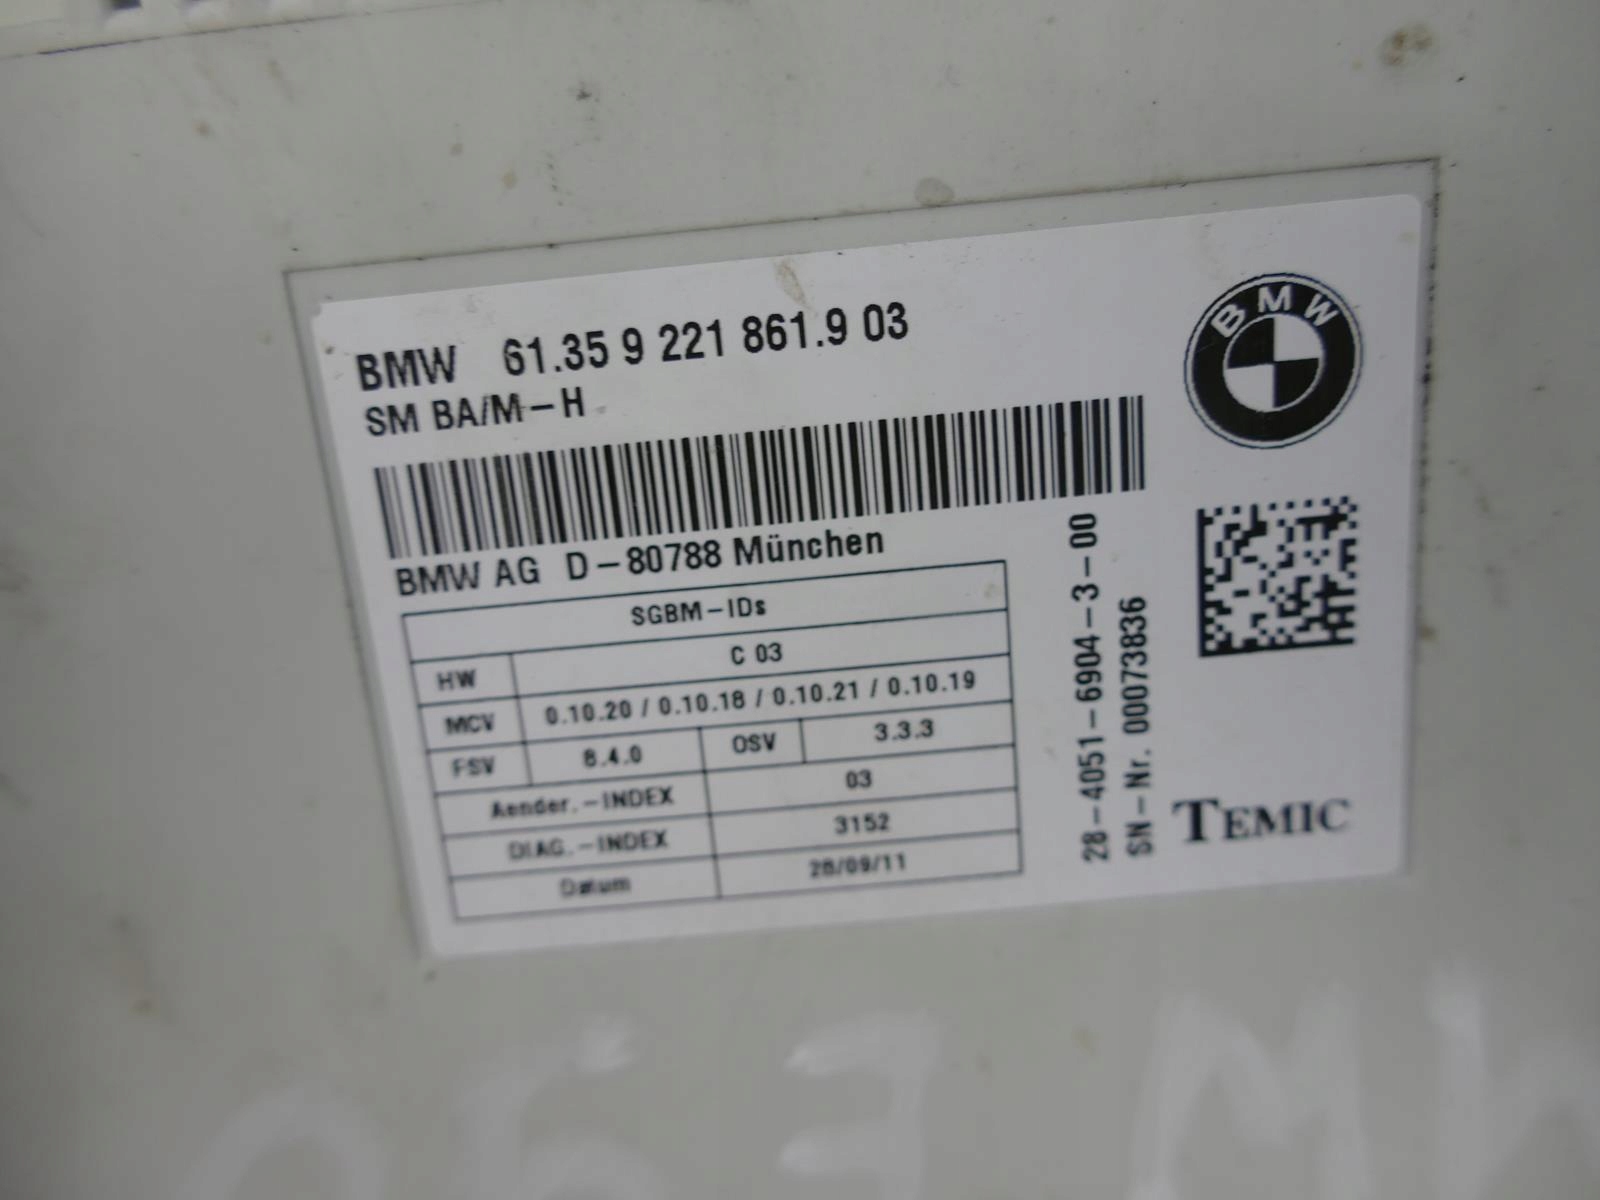 BMW 61.35 9 221 861.9 03
SM BA/M-H
BMW
BMW AG D-80788 München
SGBM-IDs
HW C 03
MCV 0.10.20 / 0.10.18 / 0.10.21 / 0.10.19
FSV 8.4.0 OSV 3.3.3
Aender.-INDEX 03
DIAG.-INDEX 3152
Datum 28/09/11
28-4051-6904-3-00
SN-Nr. 00073836
TEMIC